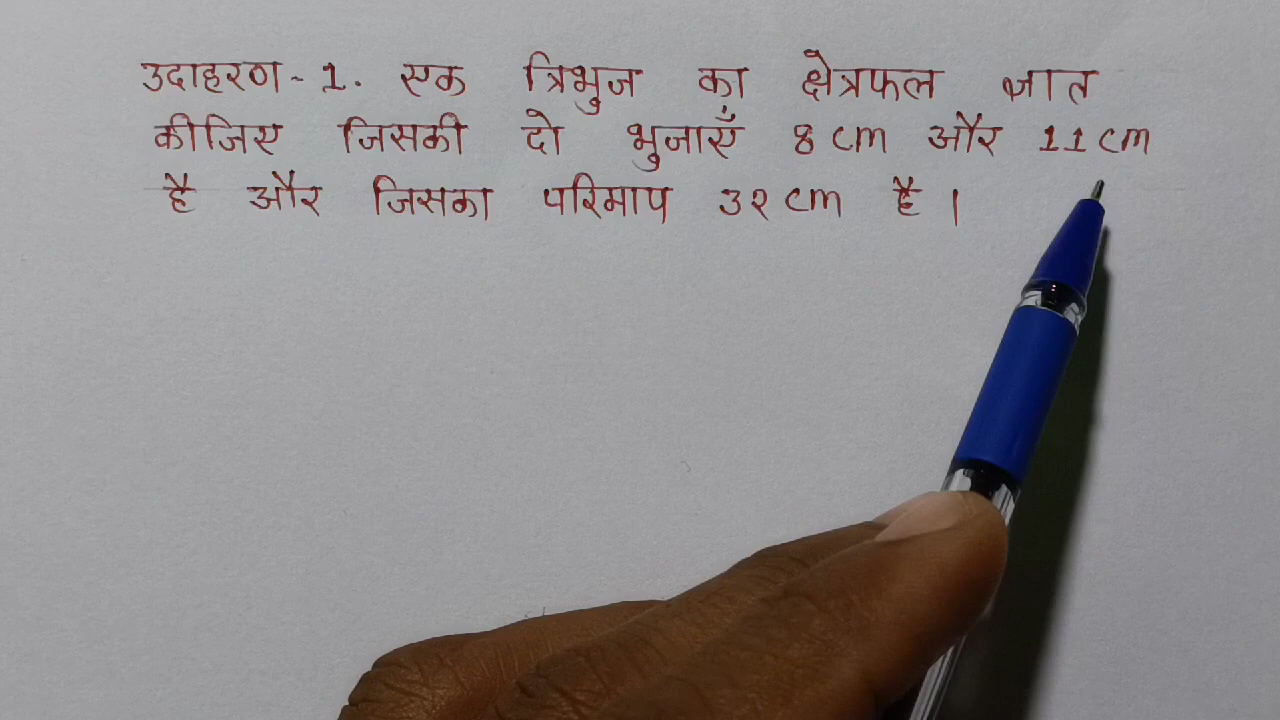 उदाहरण - 1. एक त्रिभुज का क्षेत्रफल ज्ञात
कीजिए जिसकी दो भुजाएँ 8 cm और 11 cm
है और जिसका परिमाप 32 cm है ।